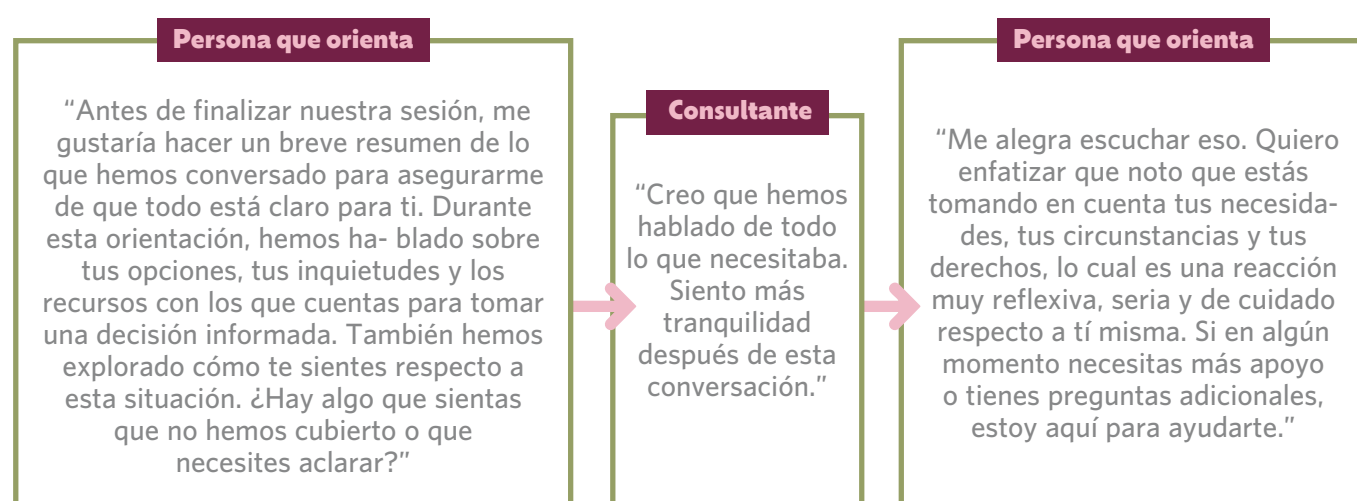 Persona que orienta
“Antes de finalizar nuestra sesión, me
gustaría hacer un breve resumen de lo
que hemos conversado para asegurarme
de que todo está claro para ti. Durante
esta orientación, hemos ha- blado sobre
tus opciones, tus inquietudes y los
recursos con los que cuentas para tomar
una decisión informada. También hemos
explorado cómo te sientes respecto a
esta situación. ¿Hay algo que sientas
que no hemos cubierto o que
necesites aclarar?”
Consultante
“Creo que hemos
hablado de todo
lo que necesitaba.
Siento más
tranquilidad
después de esta
conversación.”
Persona que orienta
“Me alegra escuchar eso. Quiero
enfatizar que noto que estás
tomando en cuenta tus necesida-
des, tus circunstancias y tus
derechos, lo cual es una reacción
muy reflexiva, seria y de cuidado
respecto a tí misma. Si en algún
momento necesitas más apoyo
o tienes preguntas adicionales,
estoy aquí para ayudarte.”